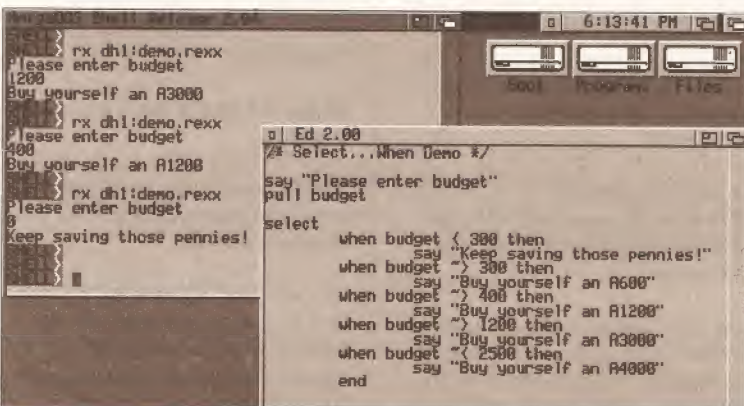 AmigaDOS Shell Release 2.04
6:13:41 PM
SHELL> rx dh1:demo.rexx
Please enter budget
1200
Buy yourself an A3000
SHELL>
SHELL> rx dh1:demo.rexx
Please enter budget
400
Buy yourself an A1200
SHELL>
SHELL> rx dh1:demo.rexx
Please enter budget
0
Keep saving those pennies!
SHELL>
SHELL>
SHELL>
Boot
Programs
Files
Ed 2.00
/* Select...When Demo */
say "Please enter budget"
pull budget
select
when budget < 300 then
say "Keep saving those pennies!"
when budget ~> 300 then
say "Buy yourself an A600"
when budget ~> 400 then
say "Buy yourself an A1200"
when budget ~> 1200 then
say "Buy yourself an A3000"
when budget ~< 2500 then
say "Buy yourself an A4000"
end